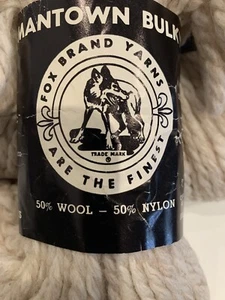 MANTOWN BULK
FOX BRAND YARNS
TRADE MARK
ARE THE FINEST
50% WOOL – 50% NYLON